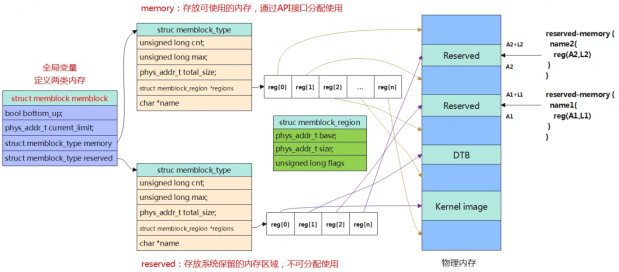 memory：存放可使用的内存，通过API接口分配使用
全局变量
定义两类内存
struct memblock memblock
bool bottom_up;
phys_addr_t current_limit;
struct memblock_type memory
struct memblock_type reserved
struc memblock_type
unsigned long cnt;
unsigned long max;
phys_addr_t total_size;
struct memblock_region *regions
char *name
reg[0]
reg[1]
reg[2]
...
reg[n]
struct memblock_region
phys_addr_t base;
phys_addr_t size;
unsigned long flags
struc memblock_type
unsigned long cnt;
unsigned long max;
phys_addr_t total_size;
struct memblock_region *regions
char *name
reg[0]
reg[1]
reg[2]
reg[n]
reserved：存放系统保留的内存区域，不可分配使用
Reserved
Reserved
DTB
Kernel image
物理内存
A2+L2
A2
A1+L1
A1
reserved-memory {
name2{
reg(A2,L2)
}
}
reserved-memory {
name1{
reg(A1,L1)
}
}